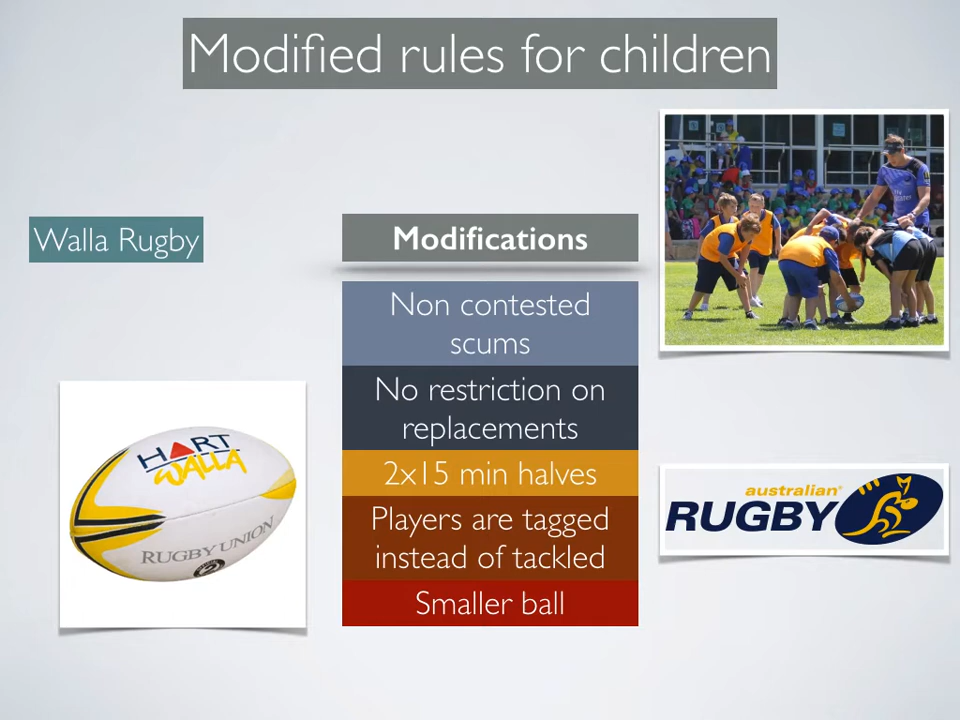 Modified rules for children
Walla Rugby
Modifications
Non contested
scums
No restriction on
replacements
2x15 min halves
Players are tagged
instead of tackled
Smaller ball
HART
WALLA
RUGBY UNION
australian
RUGBY